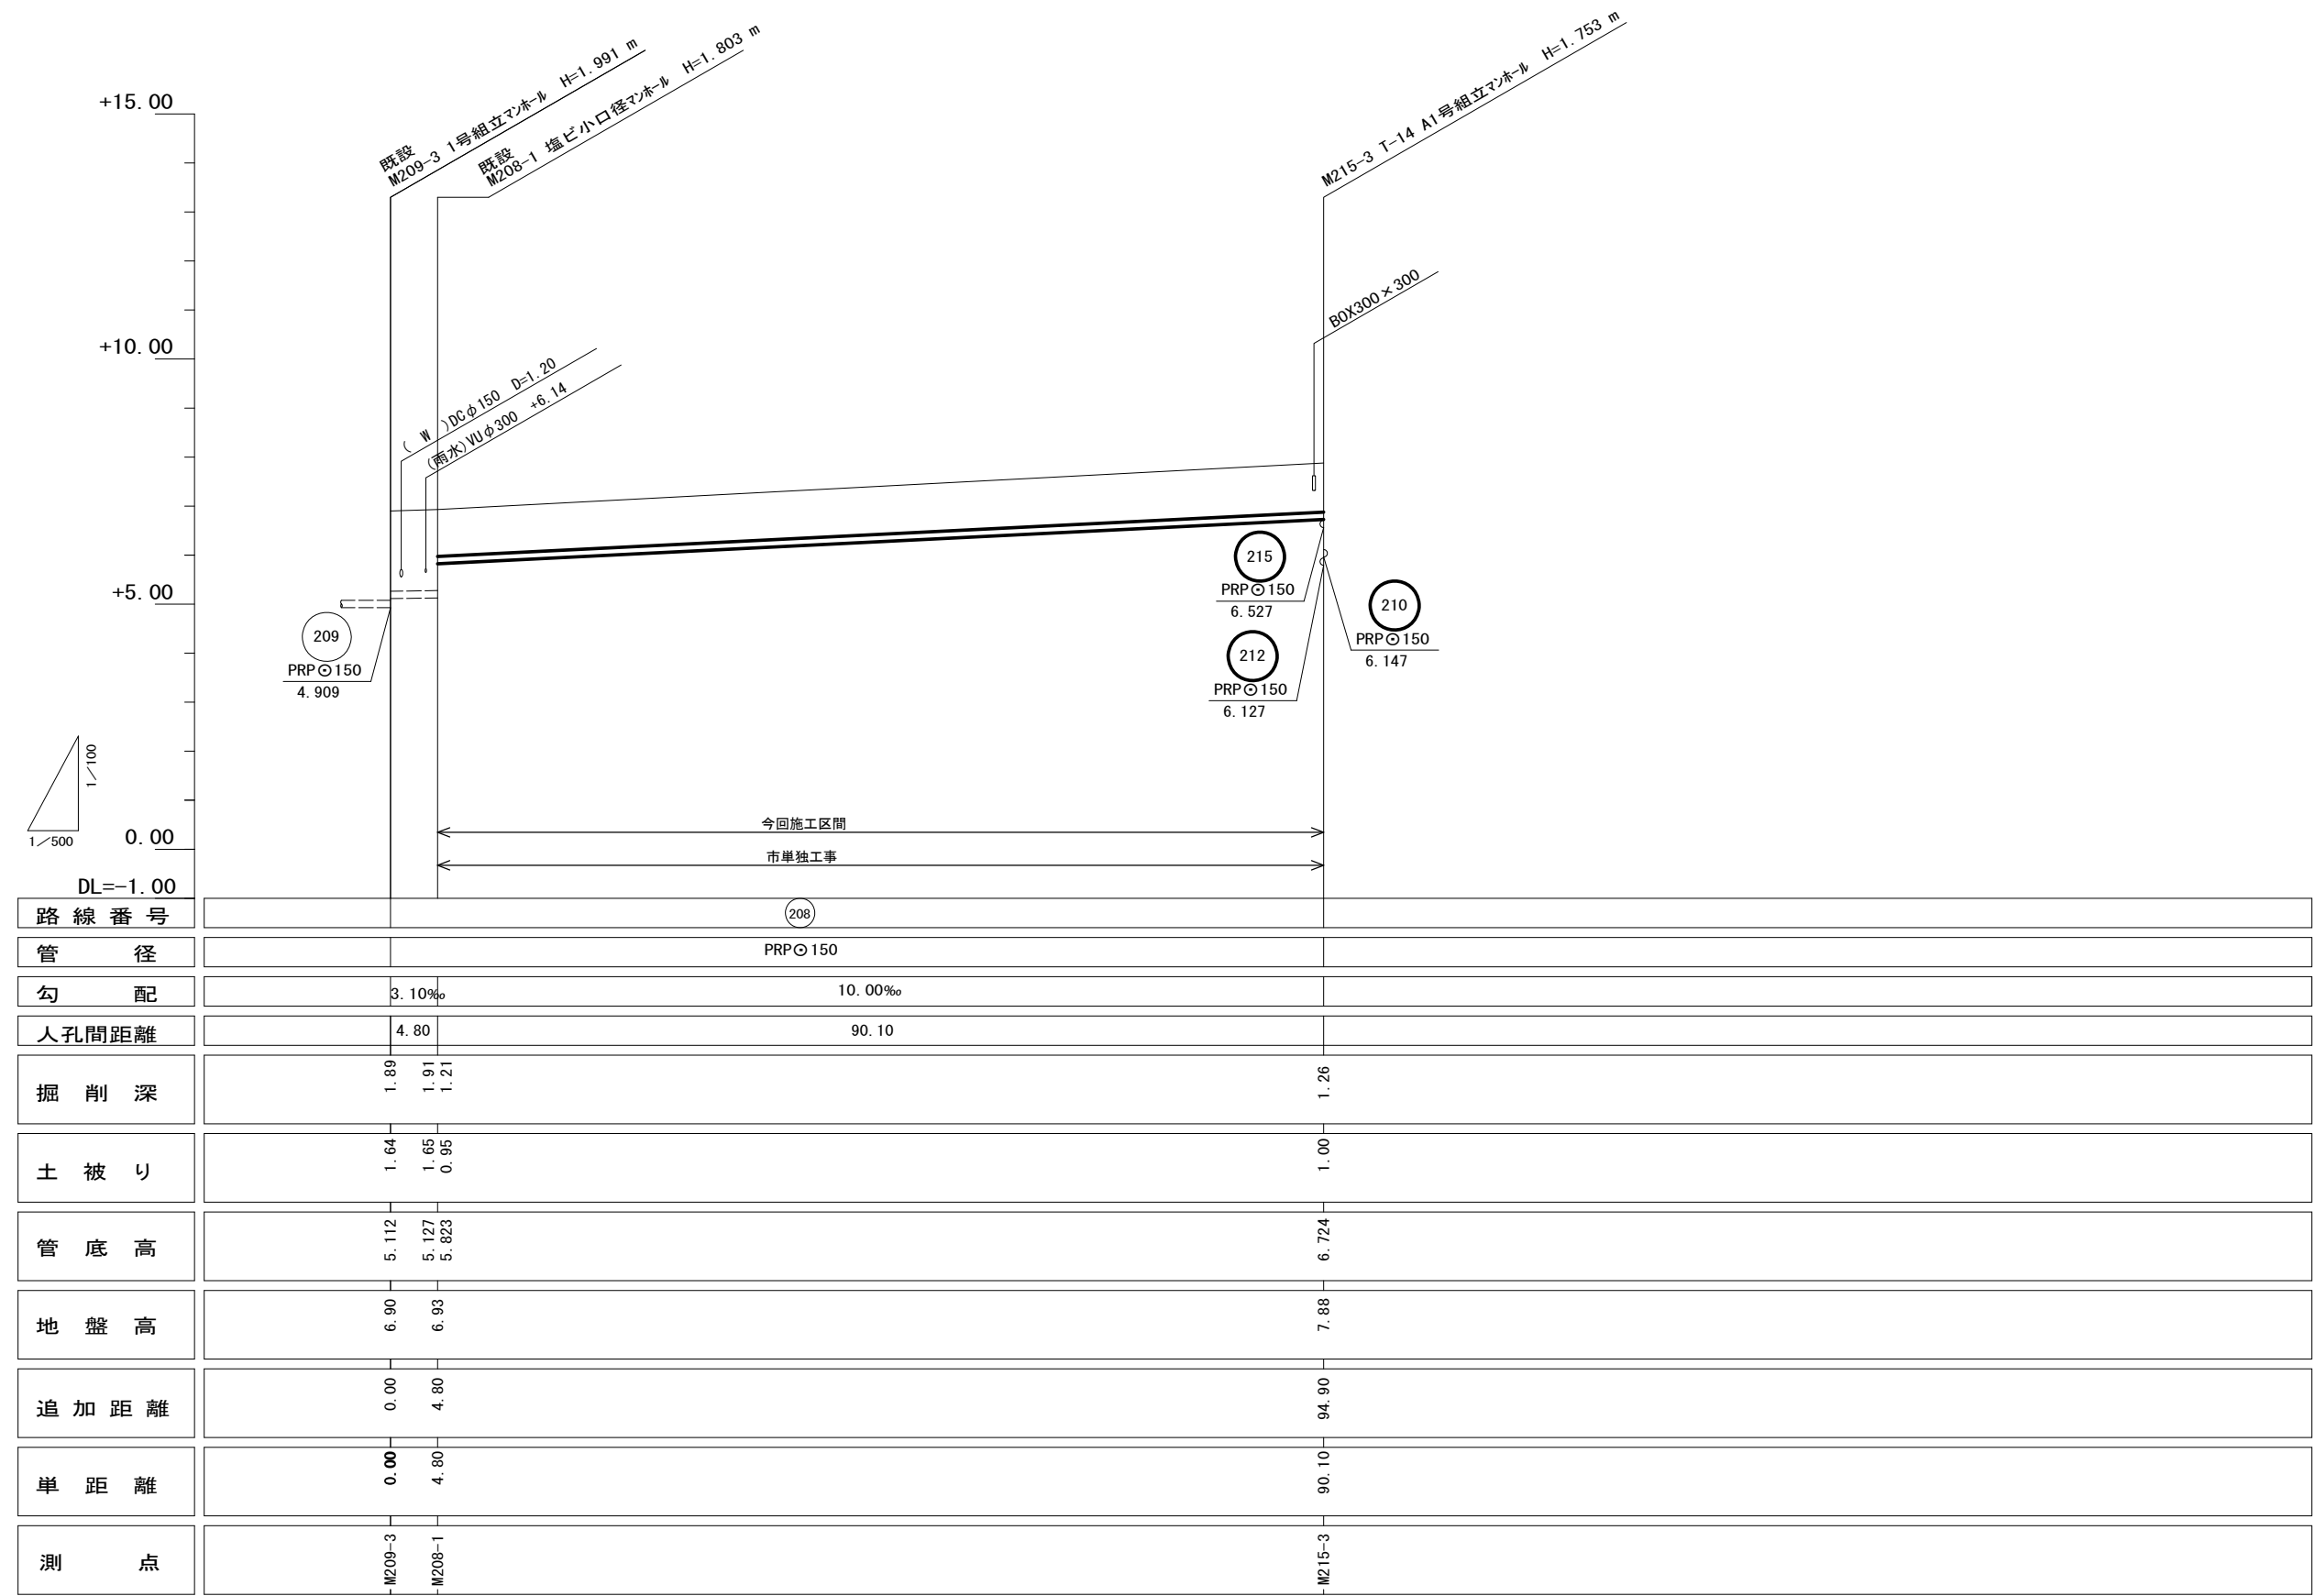 既設
M209-3 1号組立ﾏﾝﾎｰﾙ H=1.991 m
既設
M208-1 塩ビ小口径ﾏﾝﾎｰﾙ H=1.803 m
M215-3 T-14 A1号組立ﾏﾝﾎｰﾙ H=1.753 m
+15.00
BOX300×300
+10.00
( W )DCφ150 D=1.20
(雨水)VUφ300 +6.14
+5.00
215
PRP⊙150
6.527
210
PRP⊙150
6.147
209
PRP⊙150
4.909
212
PRP⊙150
6.127
1/100
1/500
今回施工区間
0.00
市単独工事
DL=-1.00
路線番号 208
管径 PRP⊙150
勾配 3.10‰ 10.00‰
人孔間距離 4.80 90.10
掘削深 1.89 1.91 1.21 1.26
土被り 1.64 1.65 0.95 1.00
管底高 5.112 5.127 5.823 6.724
地盤高 6.90 6.93 7.88
追加距離 0.00 4.80 94.90
単距離 0.00 4.80 90.10
測点 M209-3 M208-1 M215-3